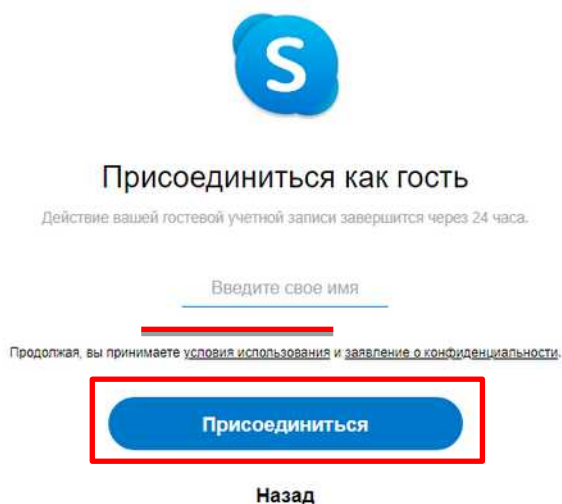 S
Присоединиться как гость
Действие вашей гостевой учетной записи завершится через 24 часа.
Введите свое имя
Продолжая, вы принимаете условия использования и заявление о конфиденциальности.
Присоединиться
Назад